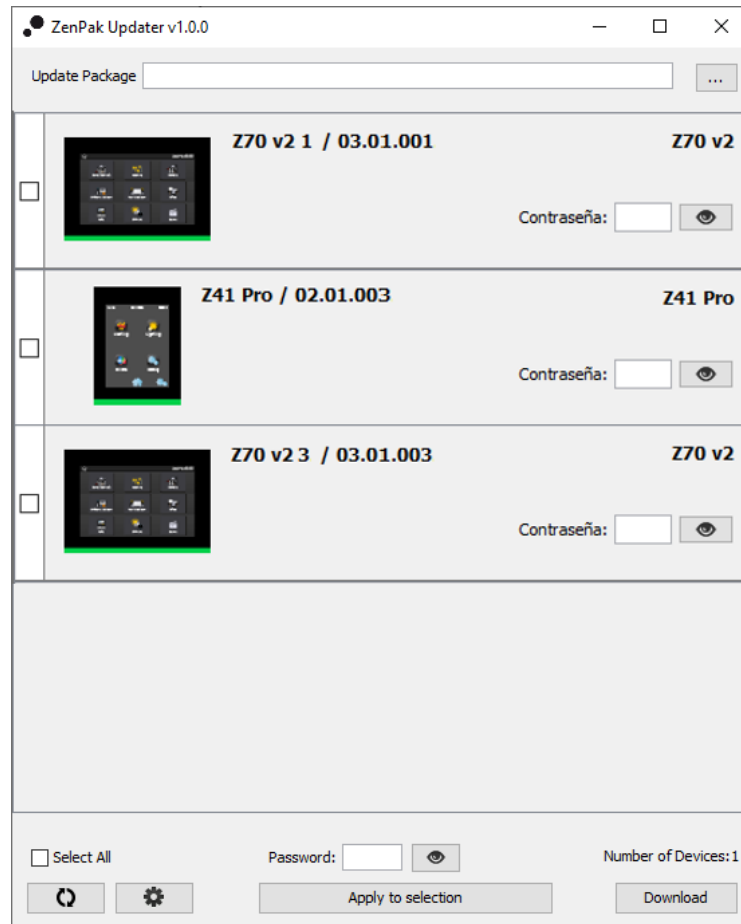 ZenPak Updater v1.0.0
Update Package
...
Z70 v2 1 / 03.01.001
Z70 v2
Contraseña:
Z41 Pro / 02.01.003
Z41 Pro
Contraseña:
Z70 v2 3 / 03.01.003
Z70 v2
Contraseña:
Select All
Password:
Number of Devices:1
Apply to selection
Download